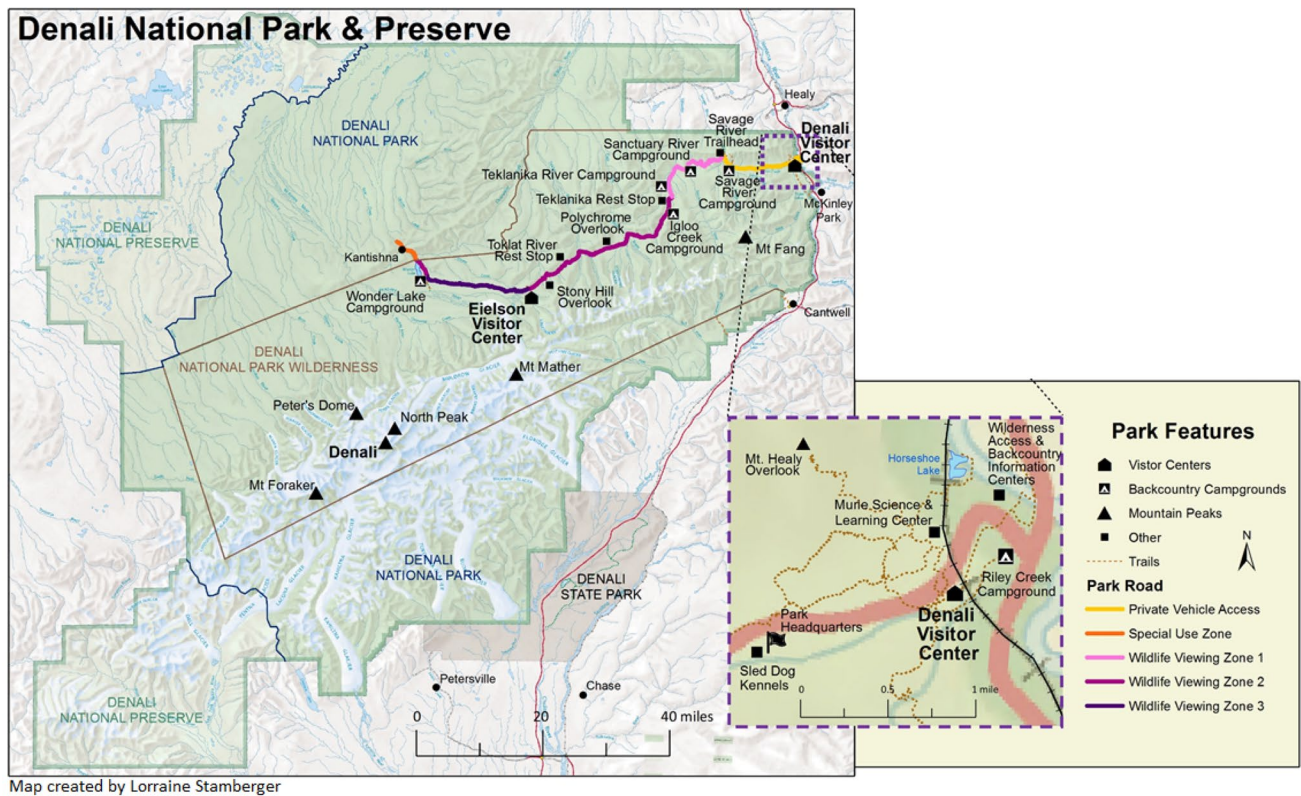 Denali National Park & Preserve
Healy
DENALI
NATIONAL PARK
Savage
River
Trailhead
Denali
Visitor
Center
Sanctuary River
Campground
Teklanika River Campground
Savage
River
Campground
McKinley
Park
Teklanika Rest Stop
Polychrome
Overlook
Igloo
Creek
Campground
DENALI
NATIONAL PRESERVE
Toklat River
Rest Stop
Mt Fang
Kantishna
Wonder Lake
Campground
Stony Hill
Overlook
Eielson
Visitor
Center
Cantwell
DENALI
NATIONAL PARK WILDERNESS
Mt Mather
Peter's Dome
North Peak
Denali
Mt Foraker
DENALI
NATIONAL PARK
DENALI
STATE PARK
DENALI
NATIONAL PRESERVE
Petersville
Chase
0 20 40 miles
Mt. Healy
Overlook
Horseshoe
Lake
Wilderness
Access &
Backcountry
Information
Centers
Murie Science &
Learning Center
Riley Creek
Campground
Denali
Visitor
Center
Park
Headquarters
Sled Dog
Kennels
0 0.5 1 mile
Park Features
Vistor Centers
Backcountry Campgrounds
Mountain Peaks
Other
Trails
N
Park Road
Private Vehicle Access
Special Use Zone
Wildlife Viewing Zone 1
Wildlife Viewing Zone 2
Wildlife Viewing Zone 3
Map created by Lorraine Stamberger